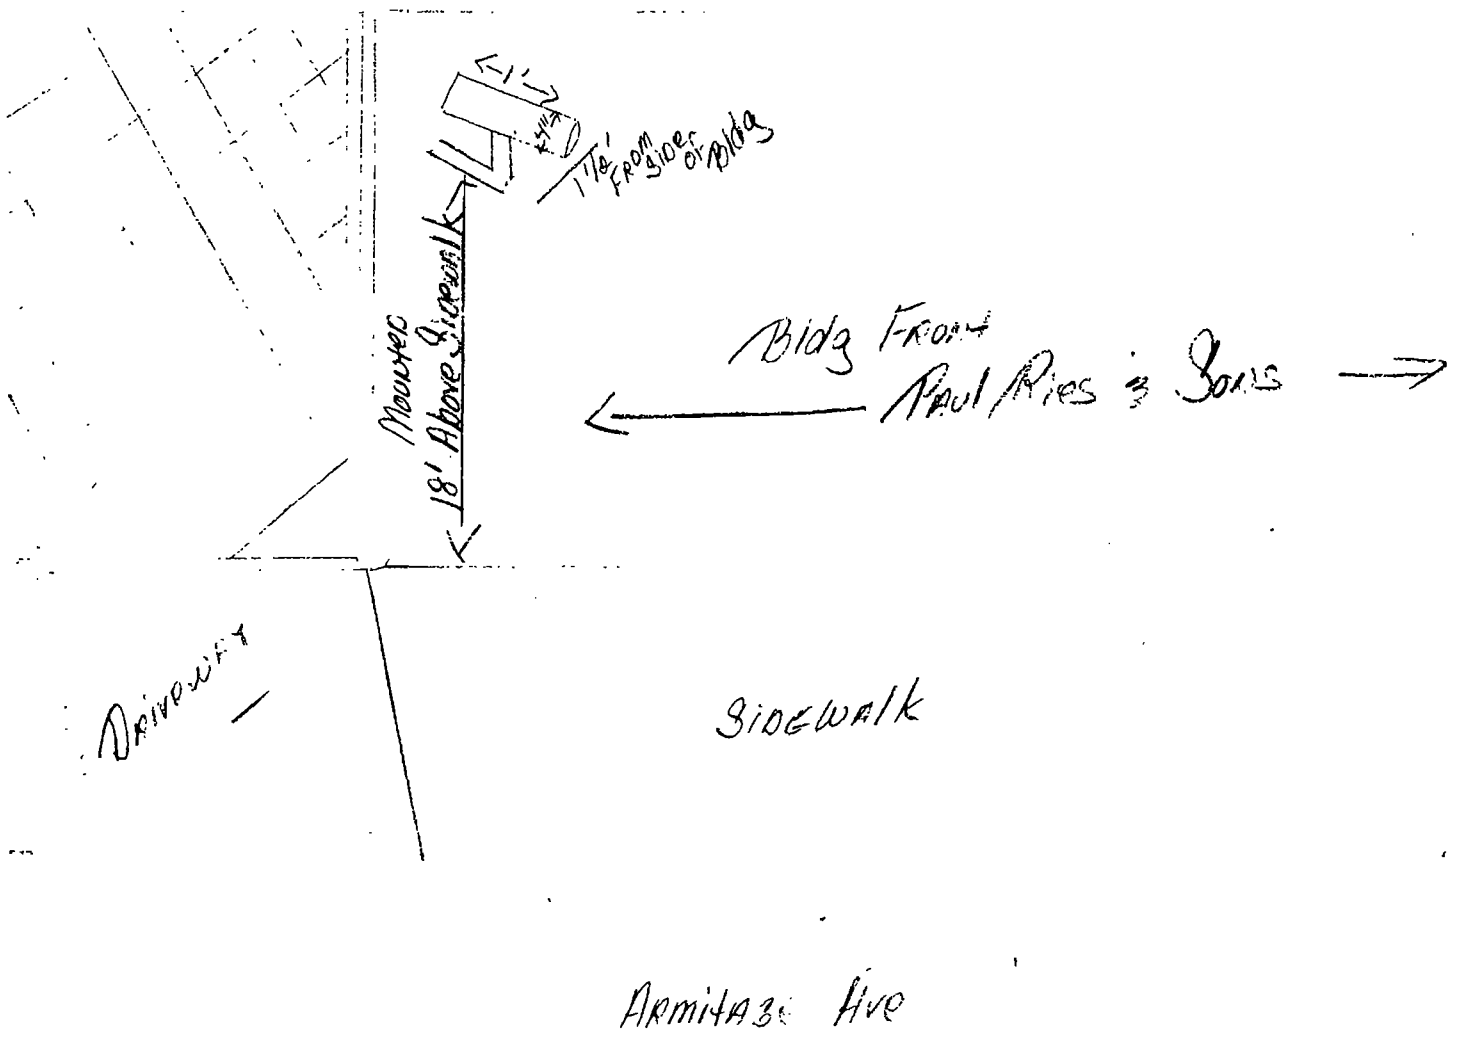 1'
4"
1 1/2'
From
Side
of
Bldg
Mounted
18' Above Sidewalk
Bldg Front
Paul Ries & Sons
Driveway
Sidewalk
Armitage Ave